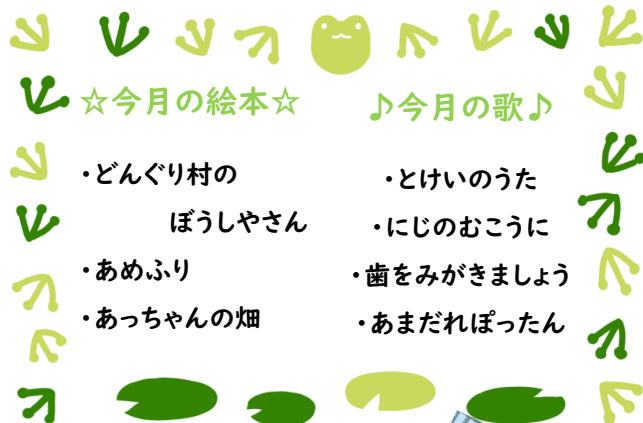 ☆今月の絵本☆
・どんぐり村の
ぼうしやさん
・あめふり
・あっちゃんの畑
♪今月の歌♪
・とけいのうた
・にじのむこうに
・歯をみがきましょう
・あまだれぽったん